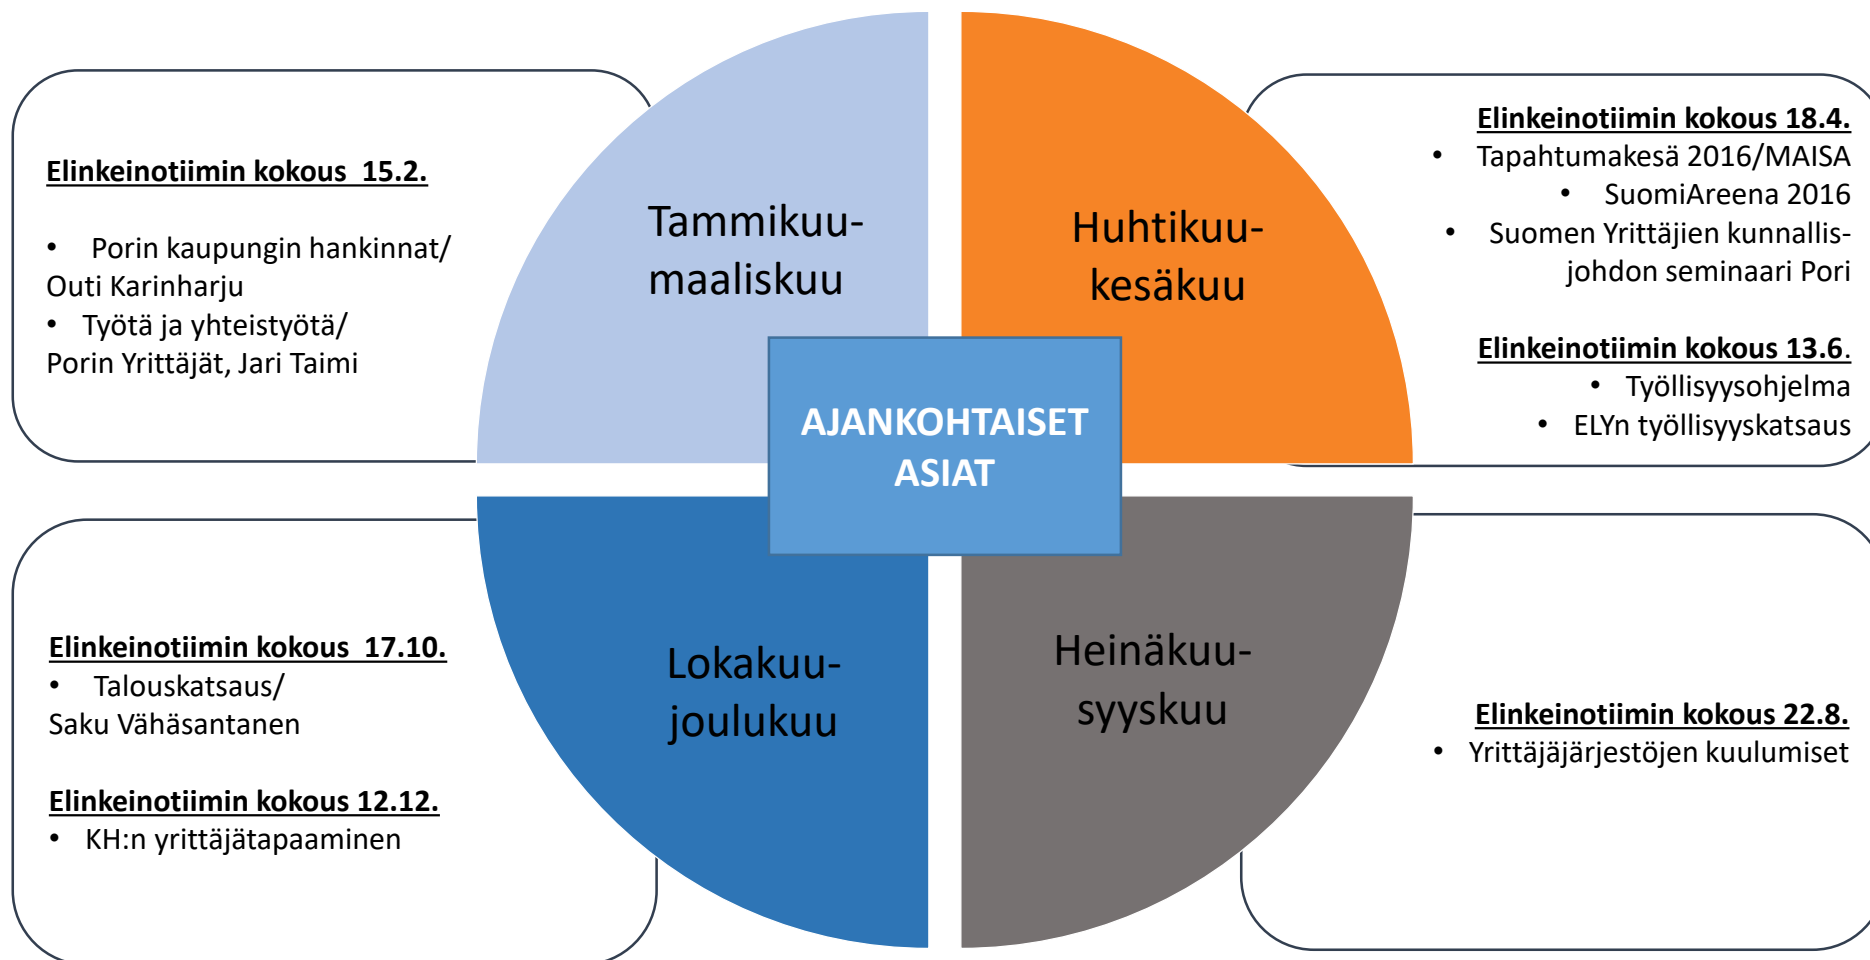 Elinkeinotiimin kokous  15.2.
• Porin kaupungin hankinnat/
Outi Karinharju
• Työtä ja yhteistyötä/
Porin Yrittäjät, Jari Taimi
Tammikuu-
maaliskuu
Huhtikuu-
kesäkuu
Elinkeinotiimin kokous 18.4.
• Tapahtumakesä 2016/MAISA
• SuomiAreena 2016
• Suomen Yrittäjien kunnallis-
johdon seminaari Pori
Elinkeinotiimin kokous 13.6.
• Työllisyysohjelma
• ELYn työllisyyskatsaus
AJANKOHTAISET
ASIAT
Elinkeinotiimin kokous  17.10.
• Talouskatsaus/
Saku Vähäsantanen
Elinkeinotiimin kokous 12.12.
• KH:n yrittäjätapaaminen
Lokakuu-
joulukuu
Heinäkuu-
syyskuu
Elinkeinotiimin kokous 22.8.
• Yrittäjäjärjestöjen kuulumiset